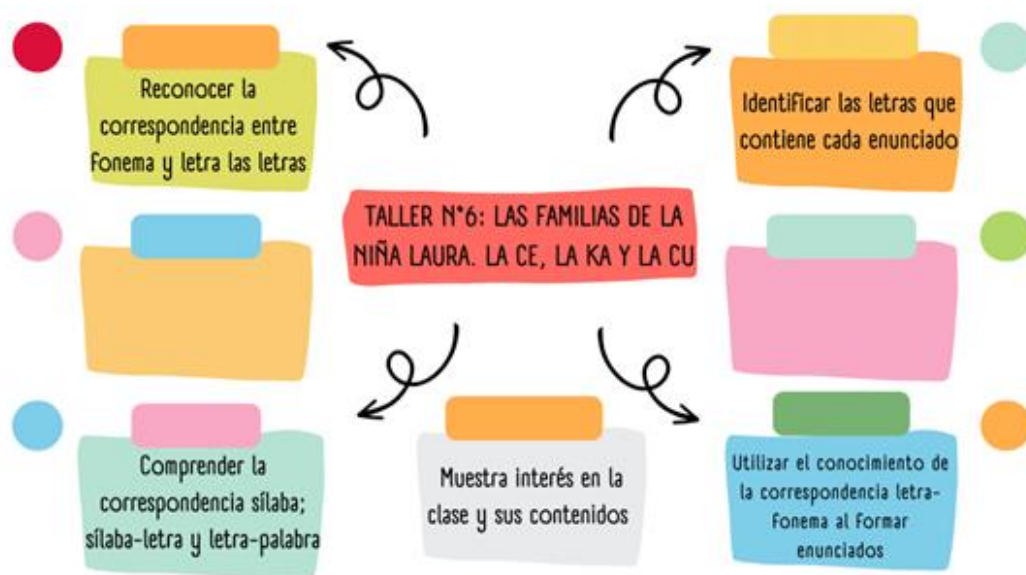 Reconocer la
correspondencia entre
Fonema y letra las letras
Identificar las letras que
contiene cada enunciado
TALLER N°6: LAS FAMILIAS DE LA
NIÑA LAURA. LA CE, LA KA Y LA CU
Comprender la
correspondencia sílaba;
sílaba-letra y letra-palabra
Muestra interés en la
clase y sus contenidos
Utilizar el conocimiento de
la correspondencia letra-
Fonema al Formar
enunciados